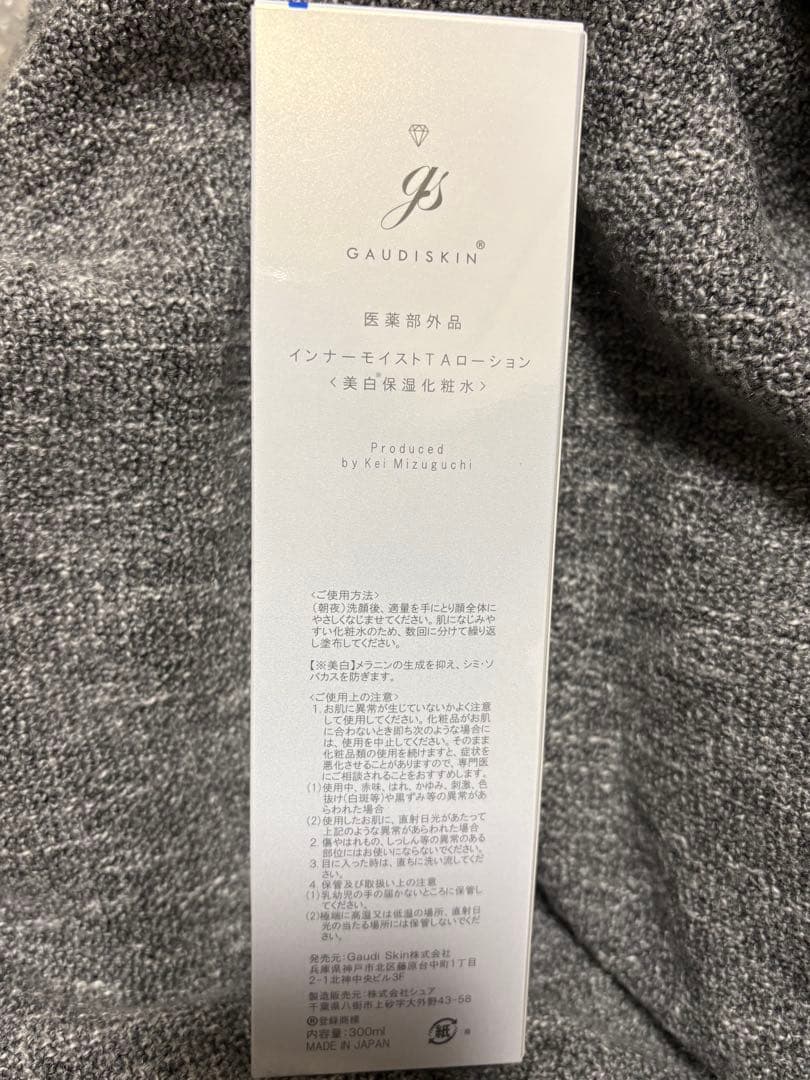 gs
GAUDISKIN®
医薬部外品
インナーモイストTAローション
〈美白※保湿化粧水〉
Produced
by Kei Mizuguchi
<ご使用方法>
(朝夜)洗顔後、適量を手にとり顔全体に
やさしくなじませてください。肌になじみや
すい化粧水のため、数回に分けて繰り返
し塗布してください。
【※美白】メラニンの生成を抑え、シミ・ソ
バカスを防ぎます。
<ご使用上の注意>
1.お肌に異常が生じていないかよく注意
して使用してください。化粧品がお肌
に合わないとき即ち次のような場合に
は、使用を中止してください。そのまま
化粧品類の使用を続けますと、症状を
悪化させることがありますので、専門医
にご相談されることをおすすめします。
(1)使用中、赤味、はれ、かゆみ、刺激、色
抜け(白斑等)や黒ずみ等の異常があ
らわれた場合
(2)使用したお肌に、直射日光があたって
上記のような異常があらわれた場合
2.傷やはれもの、しっしん等の異常のある
部位にはお使いにならないでください。
3.目に入った時は、直ちに洗い流してくだ
さい。
4.保管及び取扱い上の注意
(1)乳幼児の手の届かないところに保管し
てください。
(2)極端に高温又は低温の場所、直射日
光の当たる場所には保管しないでくだ
さい。
発売元:Gaudi Skin株式会社
兵庫県神戸市北区藤原台中町1丁目
2-1北神中央ビル3F
製造販売元:株式会社シュア
千葉県八街市上砂字大外野43-58
®登録商標
内容量:300ml
MADE IN JAPAN
紙